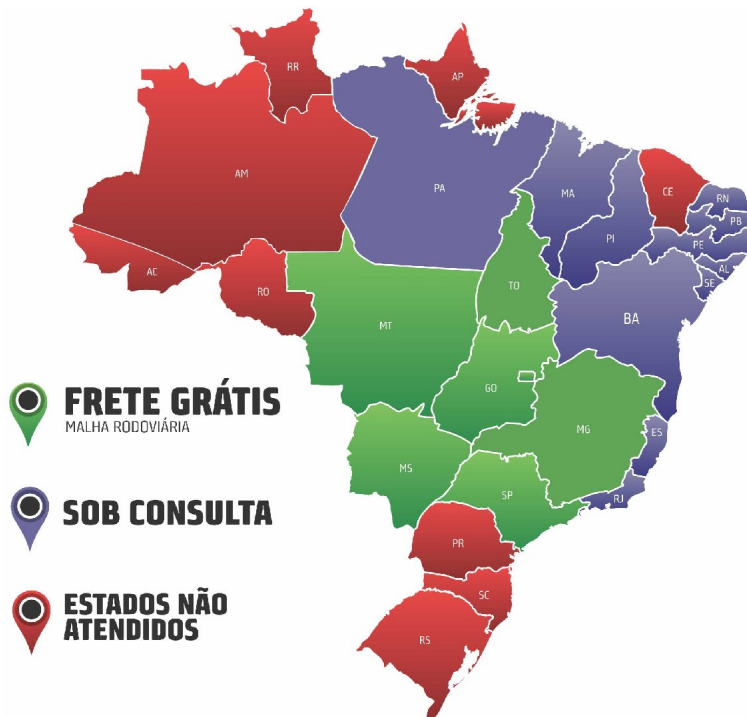 RR
AP
AM
PA
MA
CE
RN
PB
PI
PE
AL
SE
AC
RO
TO
BA
MT
GO
MG
ES
MS
SP
RJ
PR
SC
RS
FRETE GRÁTIS
MALHA RODOVIÁRIA
SOB CONSULTA
ESTADOS NÃO
ATENDIDOS